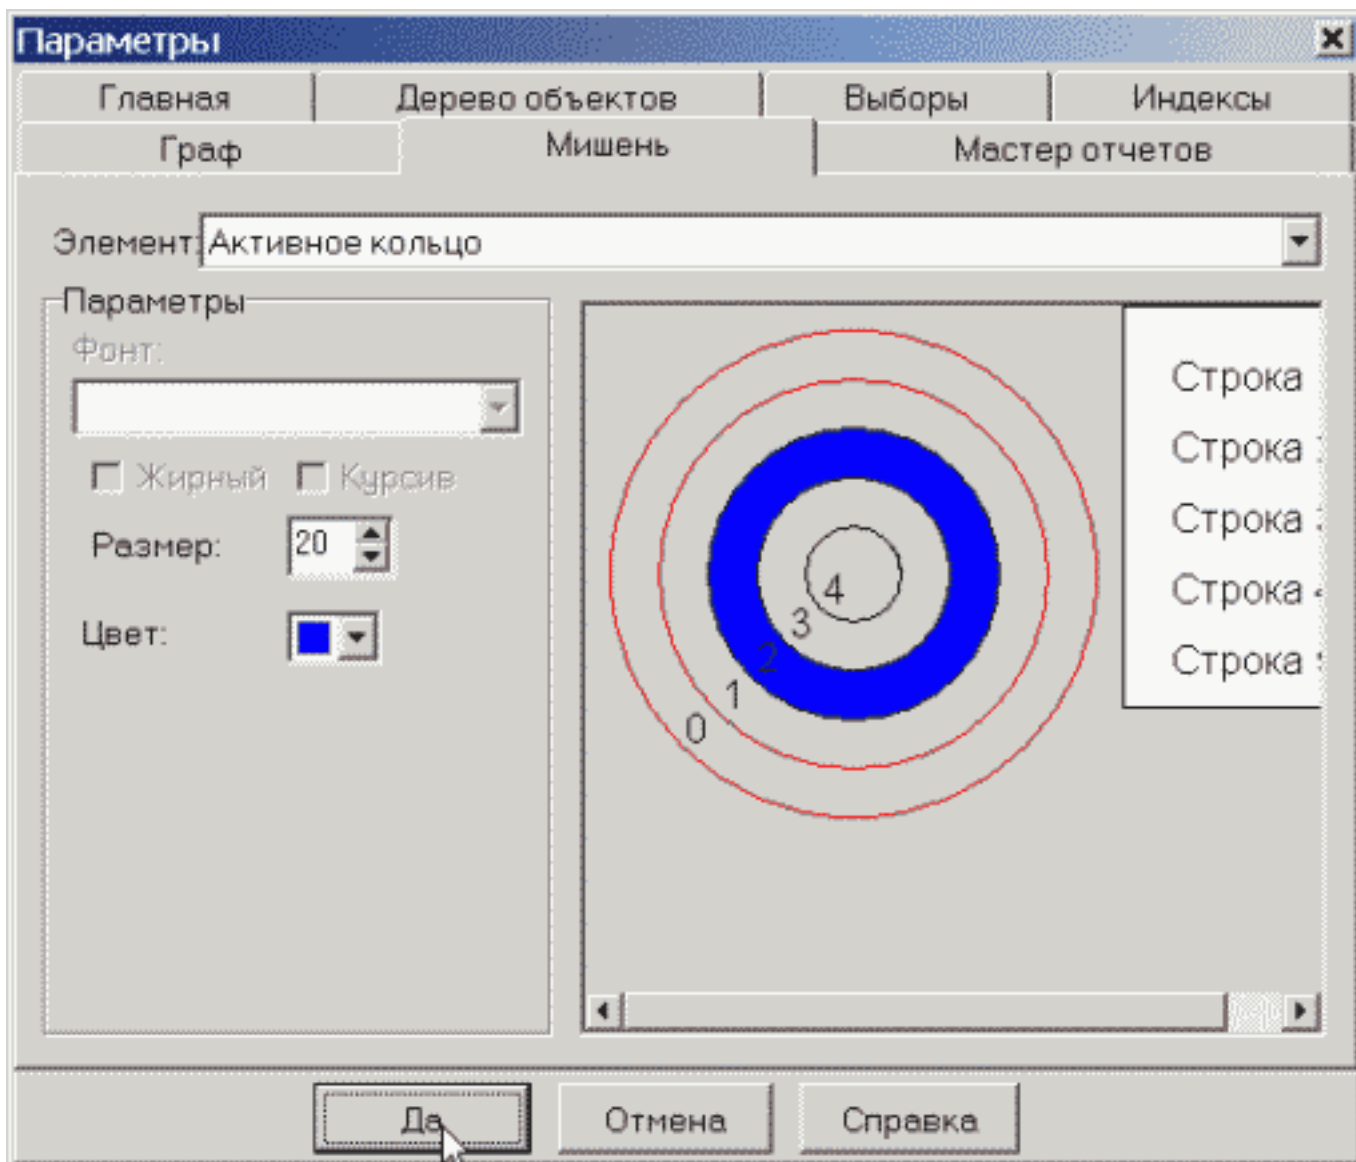 Параметры
Главная Дерево объектов Выборы Индексы
Граф Мишень Мастер отчетов
Элемент: Активное кольцо
Параметры
Фонт:
Жирный Курсив
Размер: 20
Цвет:
Строка
Строка
Строка
Строка
Строка
4
3
2
1
0
Да Отмена Справка